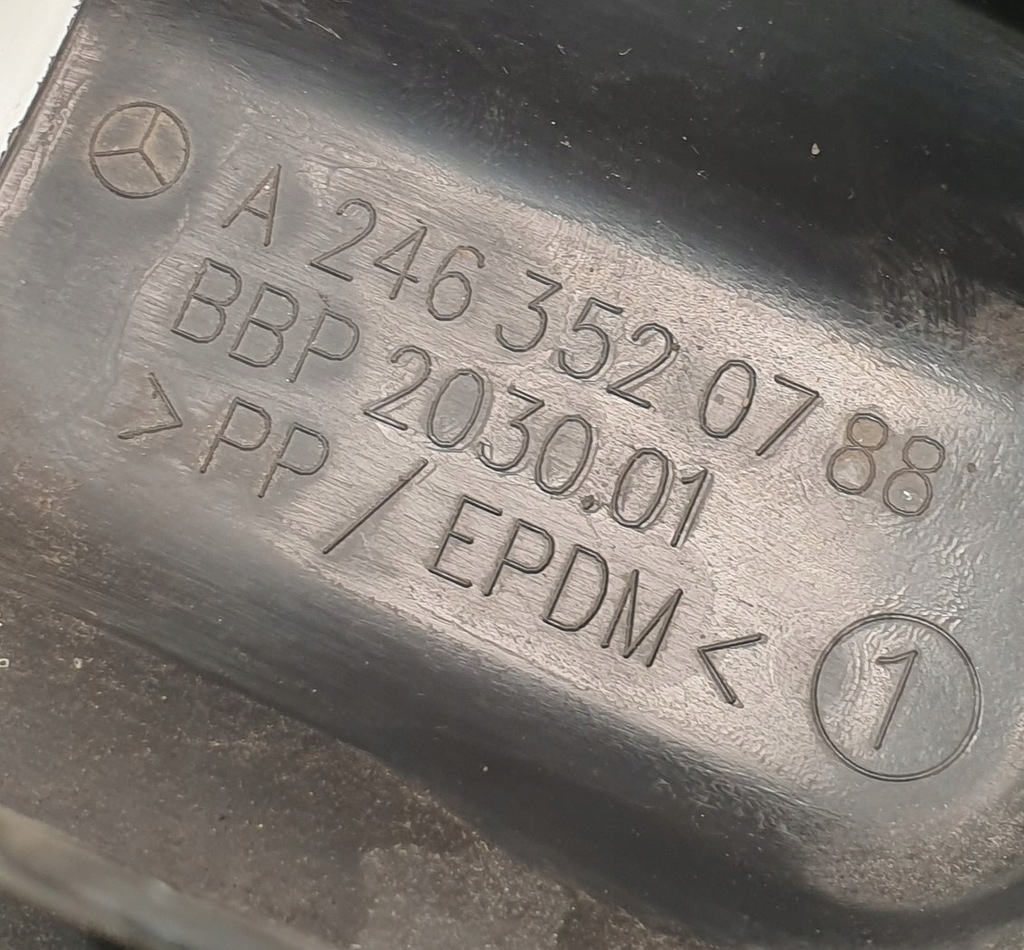 A 246 352 07 88
BBP 2030.01
>PP / EPDM<
1